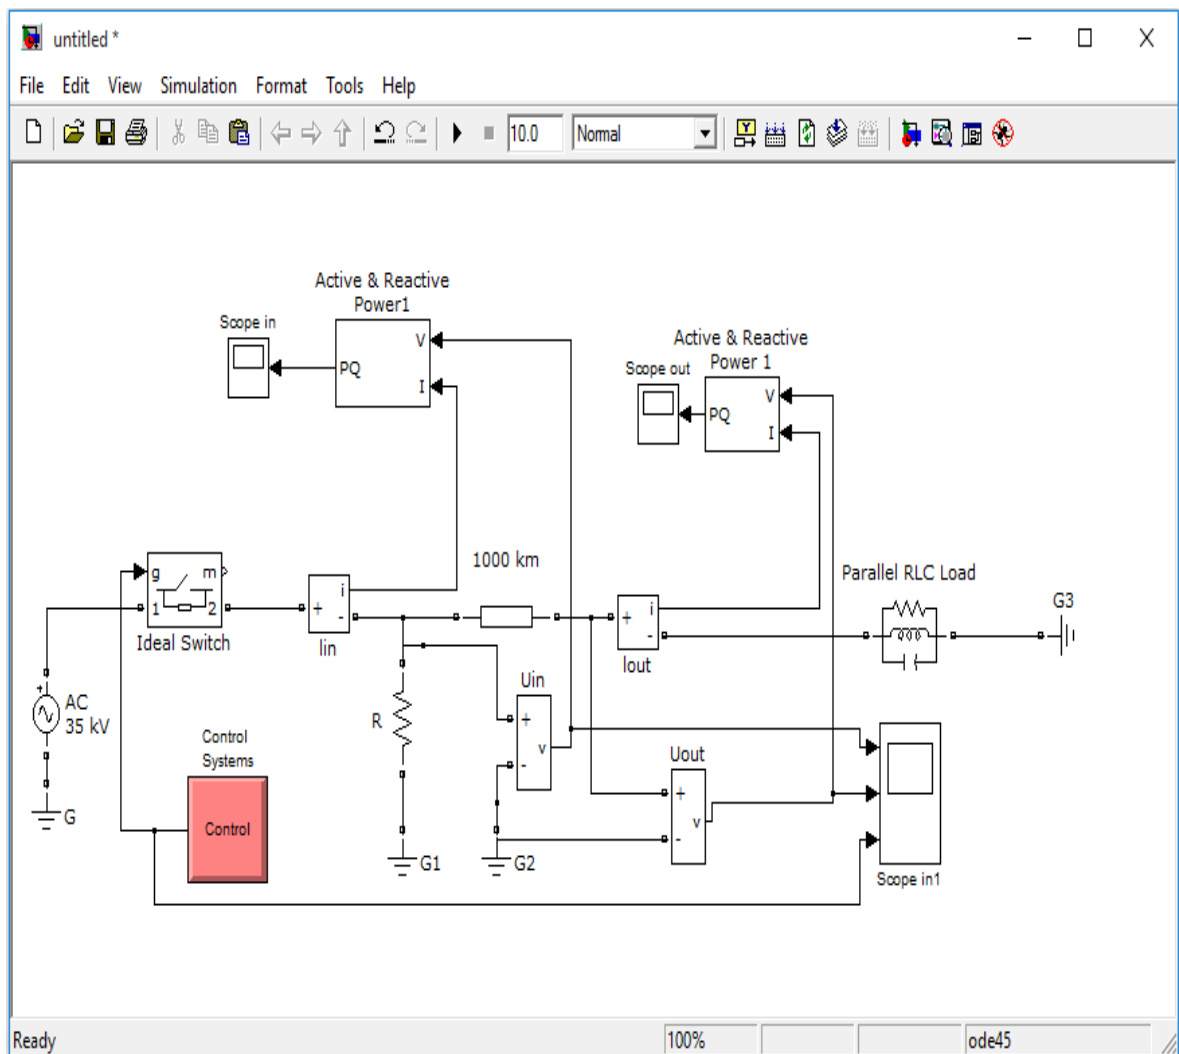 untitled *
File Edit View Simulation Format Tools Help
10.0 Normal
Active & Reactive
Power1
Scope in
V
PQ
I
Active & Reactive
Power 1
Scope out
V
PQ
I
1000 km
Parallel RLC Load
G3
g m
1 2
Ideal Switch
+ i
-
Iin
+ i
-
Iout
+
AC
35 kV
G
R
Uin
+
v
-
Uout
+
v
-
Control
Systems
Control
G1
G2
Scope in1
Ready 100% ode45